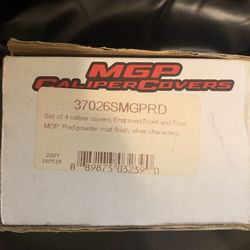 MGP
CALIPER COVERS
37026SMGPRD
Set of 4 caliper covers, Engraved Front and Rear:
MGP, Red powder coat finish, silver characters.
8 89873 03239 0